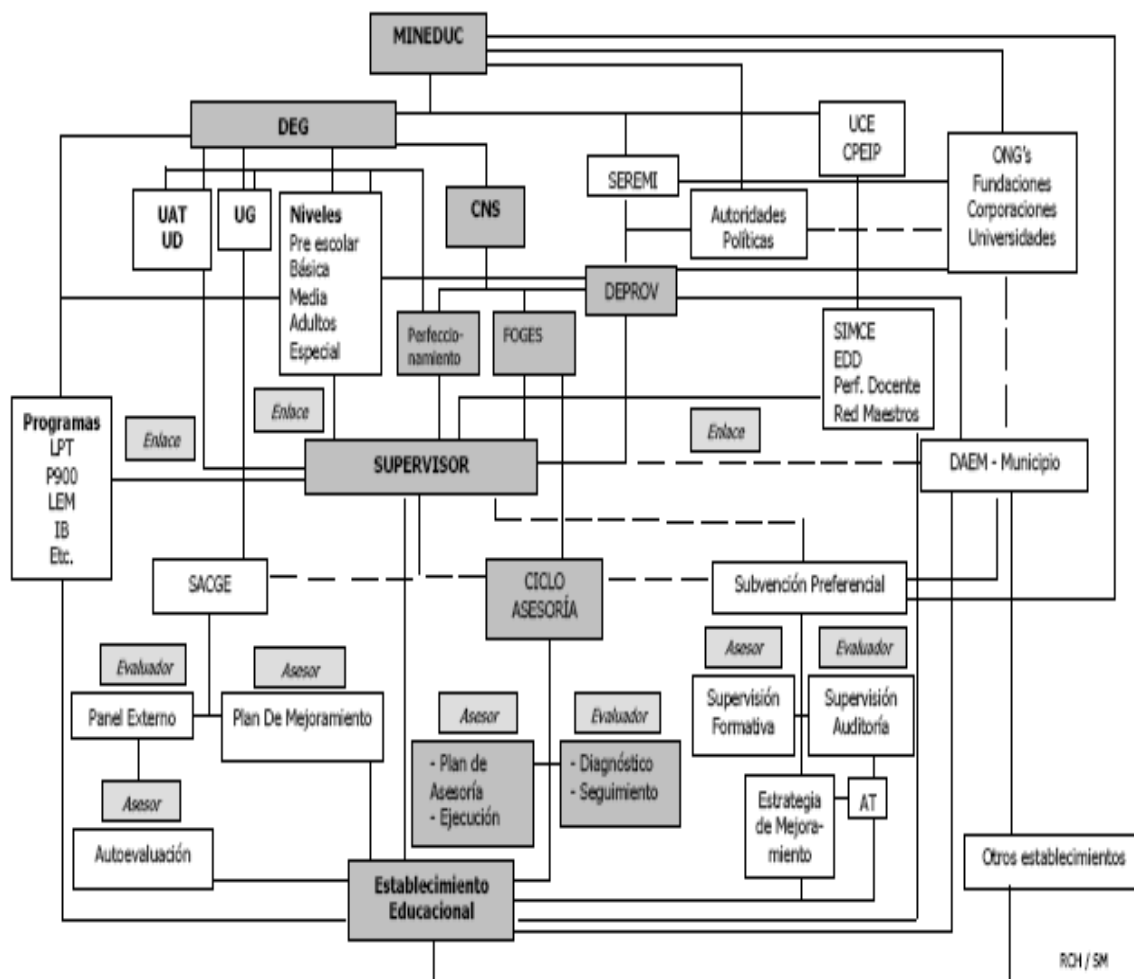 MINEDUC
DEG
UCE
CPEIP
ONG's
Fundaciones
Corporaciones
Universidades
SEREMI
UAT
UD
UG
Niveles
Pre escolar
Básica
Media
Adultos
Especial
CNS
Autoridades
Políticas
DEPROV
Perfeccio-
namiento
FOGES
SIMCE
EDD
Perf. Docente
Red Maestros
Programas
LPT
P900
LEM
IB
Etc.
Enlace
Enlace
Enlace
SUPERVISOR
DAEM - Municipio
SACGE
CICLO
ASESORÍA
Subvención Preferencial
Evaluador
Asesor
Panel Externo
Plan De Mejoramiento
Asesor
Autoevaluación
Asesor
Evaluador
- Plan de
Asesoría
- Ejecución
- Diagnóstico
- Seguimiento
Asesor
Evaluador
Supervisión
Formativa
Supervisión
Auditoría
Estrategia
de Mejora-
miento
AT
Otros establecimientos
Establecimiento
Educacional
RCH / SM